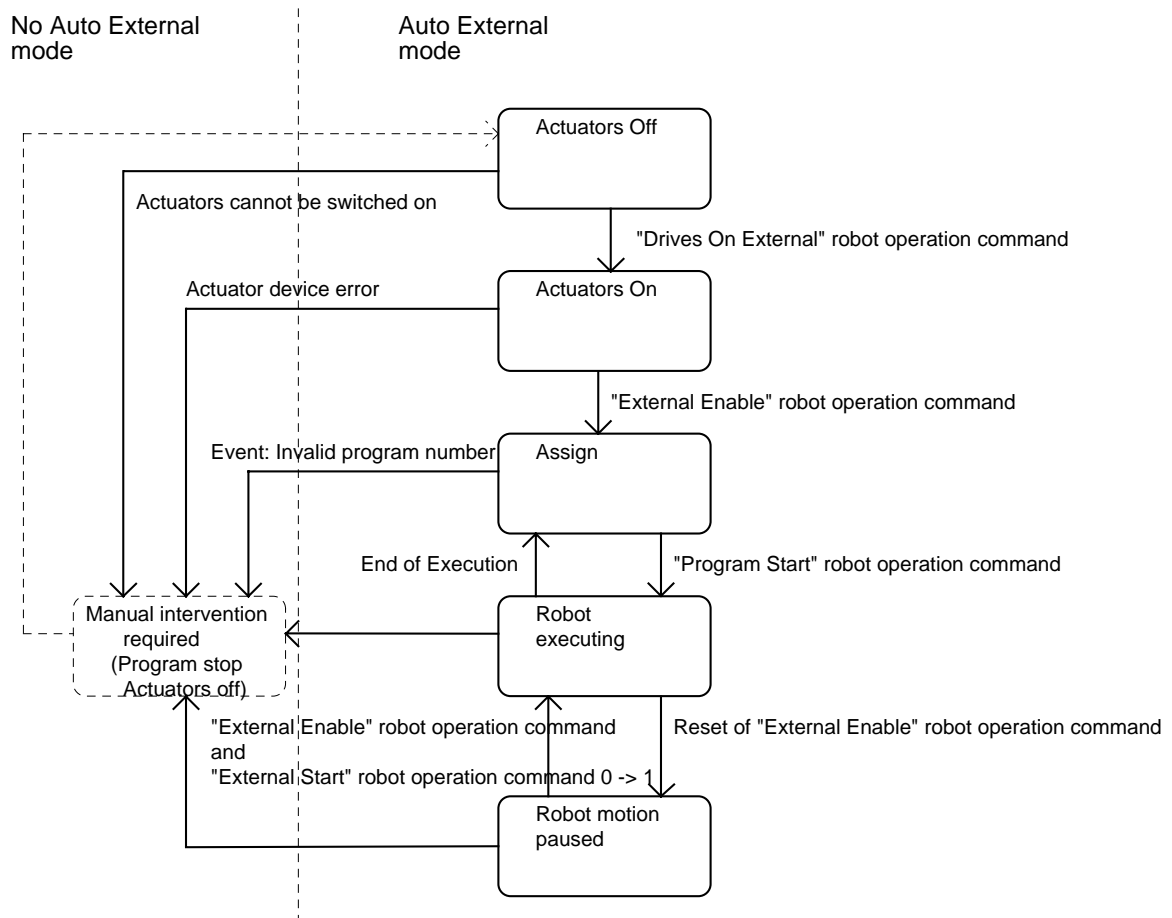 No Auto External
mode
Auto External
mode
Actuators Off
Actuators cannot be switched on
"Drives On External" robot operation command
Actuator device error
Actuators On
"External Enable" robot operation command
Event: Invalid program number
Assign
End of Execution
"Program Start" robot operation command
Manual intervention
required
(Program stop
Actuators off)
Robot
executing
"External Enable" robot operation command
and
"External Start" robot operation command 0 -> 1
Reset of "External Enable" robot operation command
Robot motion
paused